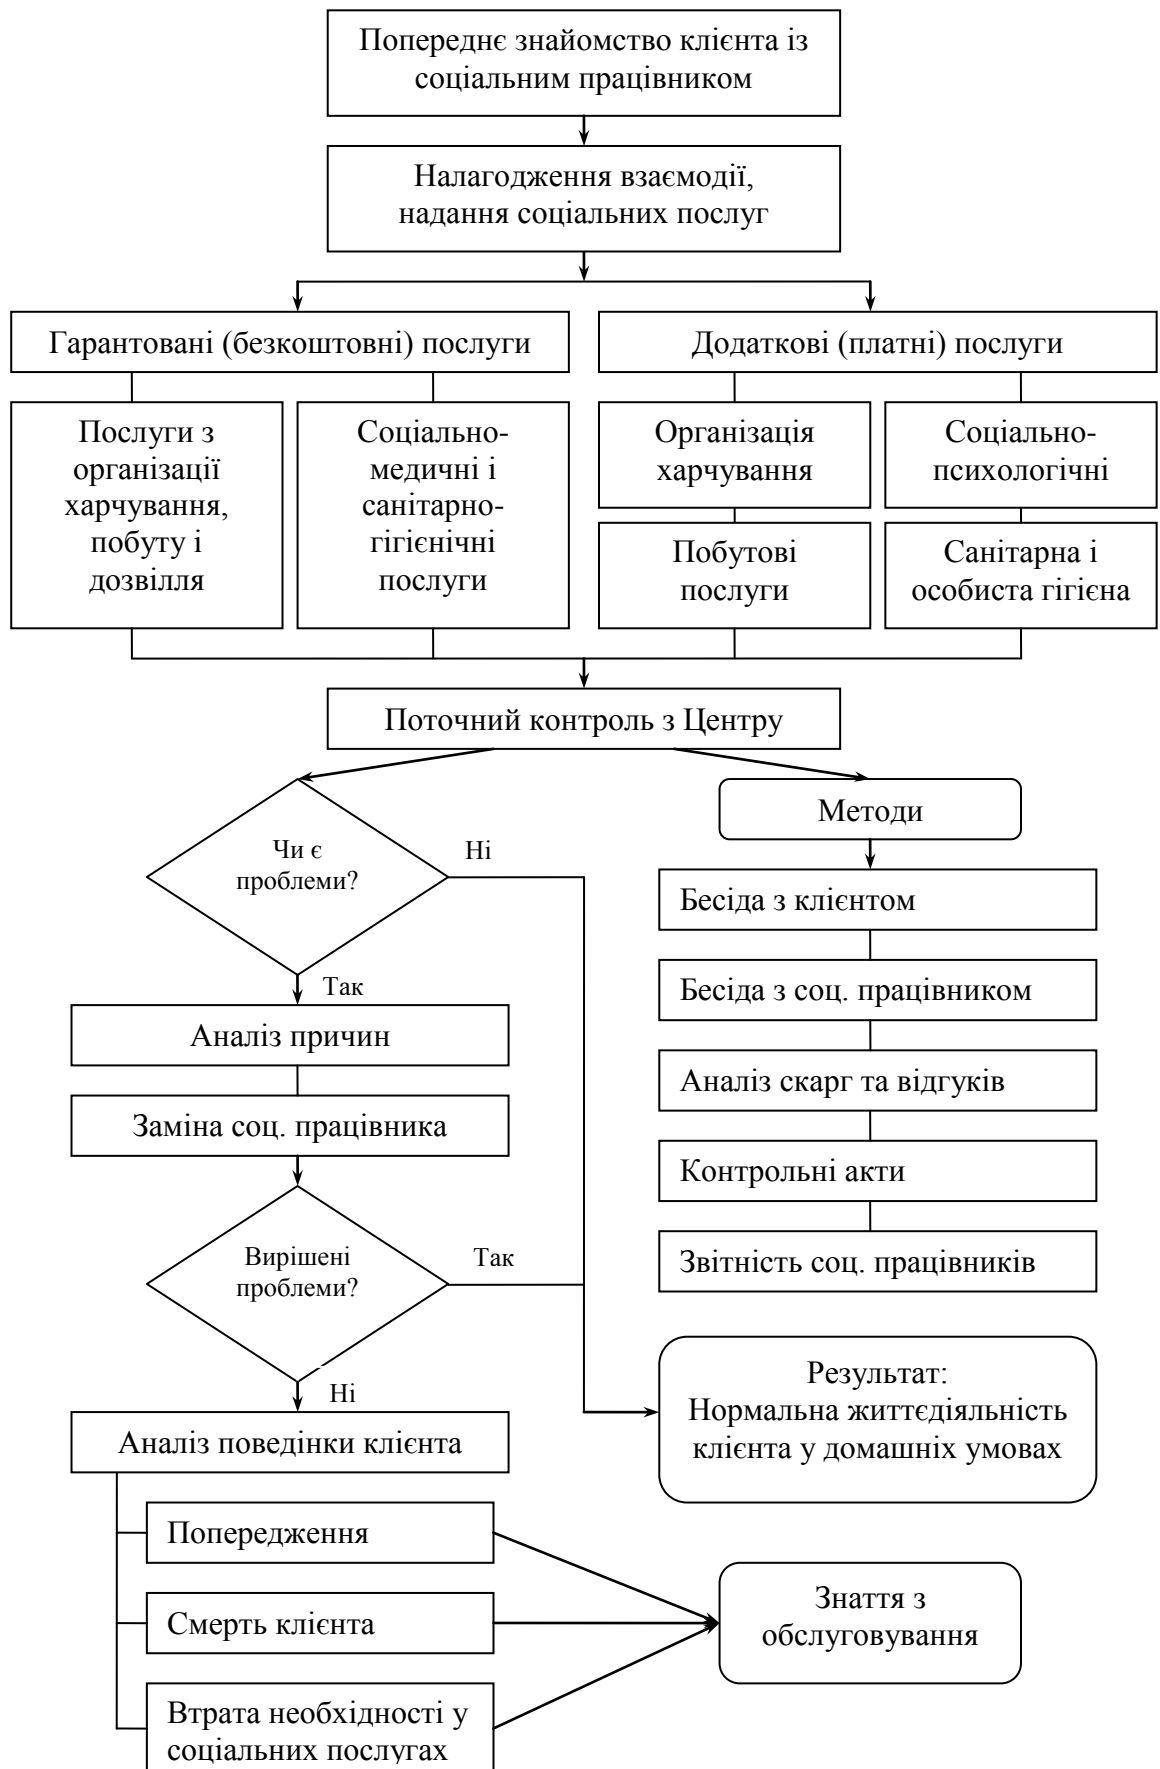 Попереднє знайомство клієнта із
соціальним працівником
Налагодження взаємодії,
надання соціальних послуг
Гарантовані (безкоштовні) послуги
Додаткові (платні) послуги
Послуги з
організації
харчування,
побуту і
дозвілля
Соціально-
медичні і
санітарно-
гігієнічні
послуги
Організація
харчування
Соціально-
психологічні
Побутові
послуги
Санітарна і
особиста гігієна
Поточний контроль з Центру
Чи є
проблеми?
Ні
Так
Аналіз причин
Заміна соц. працівника
Вирішені
проблеми?
Так
Ні
Аналіз поведінки клієнта
Попередження
Смерть клієнта
Втрата необхідності у
соціальних послугах
Методи
Бесіда з клієнтом
Бесіда з соц. працівником
Аналіз скарг та відгуків
Контрольні акти
Звітність соц. працівників
Результат:
Нормальна життєдіяльність
клієнта у домашніх умовах
Знаття з
обслуговування